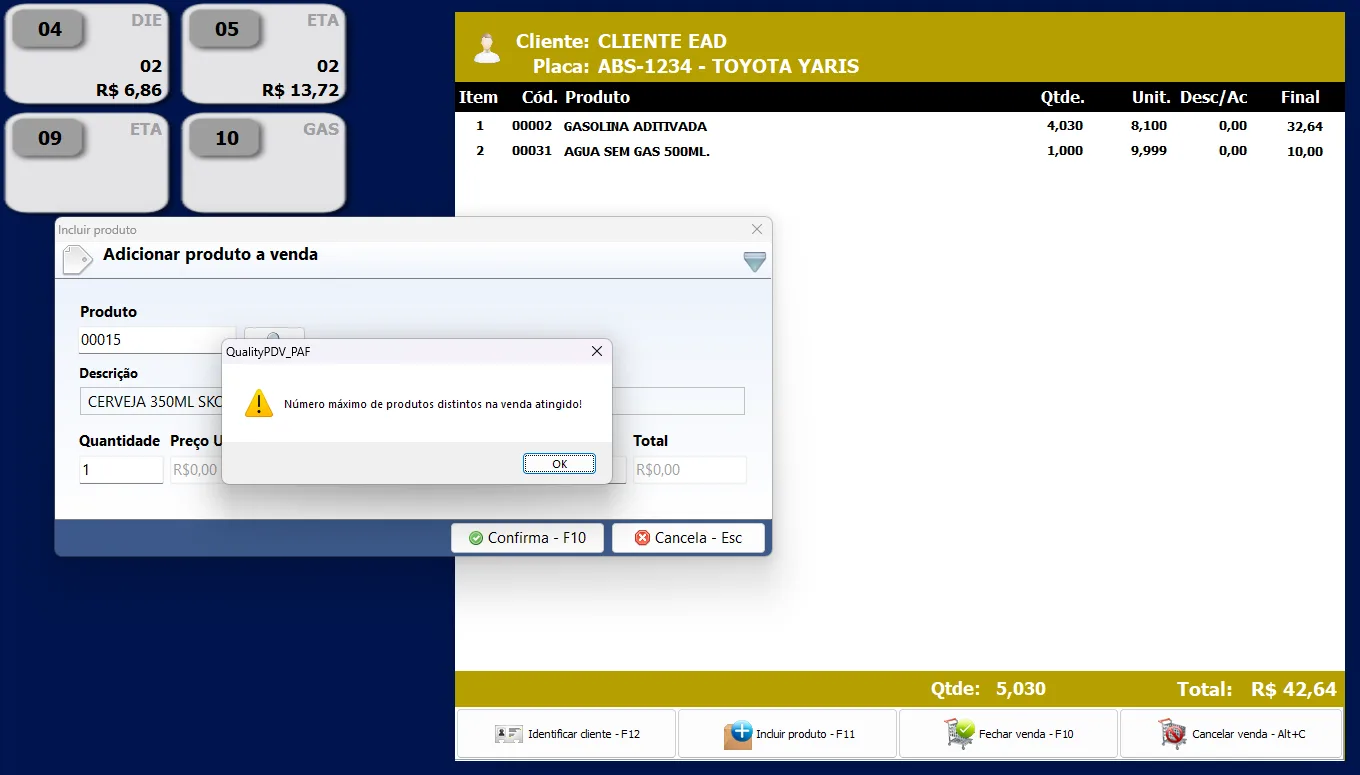 04 DIE
02
R$ 6,86
05 ETA
02
R$ 13,72
09 ETA
10 GAS
Cliente: CLIENTE EAD
Placa: ABS-1234 - TOYOTA YARIS
Item Cód. Produto Qtde. Unit. Desc/Ac Final
1 00002 GASOLINA ADITIVADA 4,030 8,100 0,00 32,64
2 00031 AGUA SEM GAS 500ML. 1,000 9,999 0,00 10,00
Incluir produto
Adicionar produto a venda
Produto
00015
Descrição
CERVEJA 350ML SKO
Quantidade Preço U Total
1 R$0,00 R$0,00
QualityPDV_PAF
Número máximo de produtos distintos na venda atingido!
OK
Confirma - F10 Cancela - Esc
Qtde: 5,030 Total: R$ 42,64
Identificar cliente - F12 Incluir produto - F11 Fechar venda - F10 Cancelar venda - Alt+C